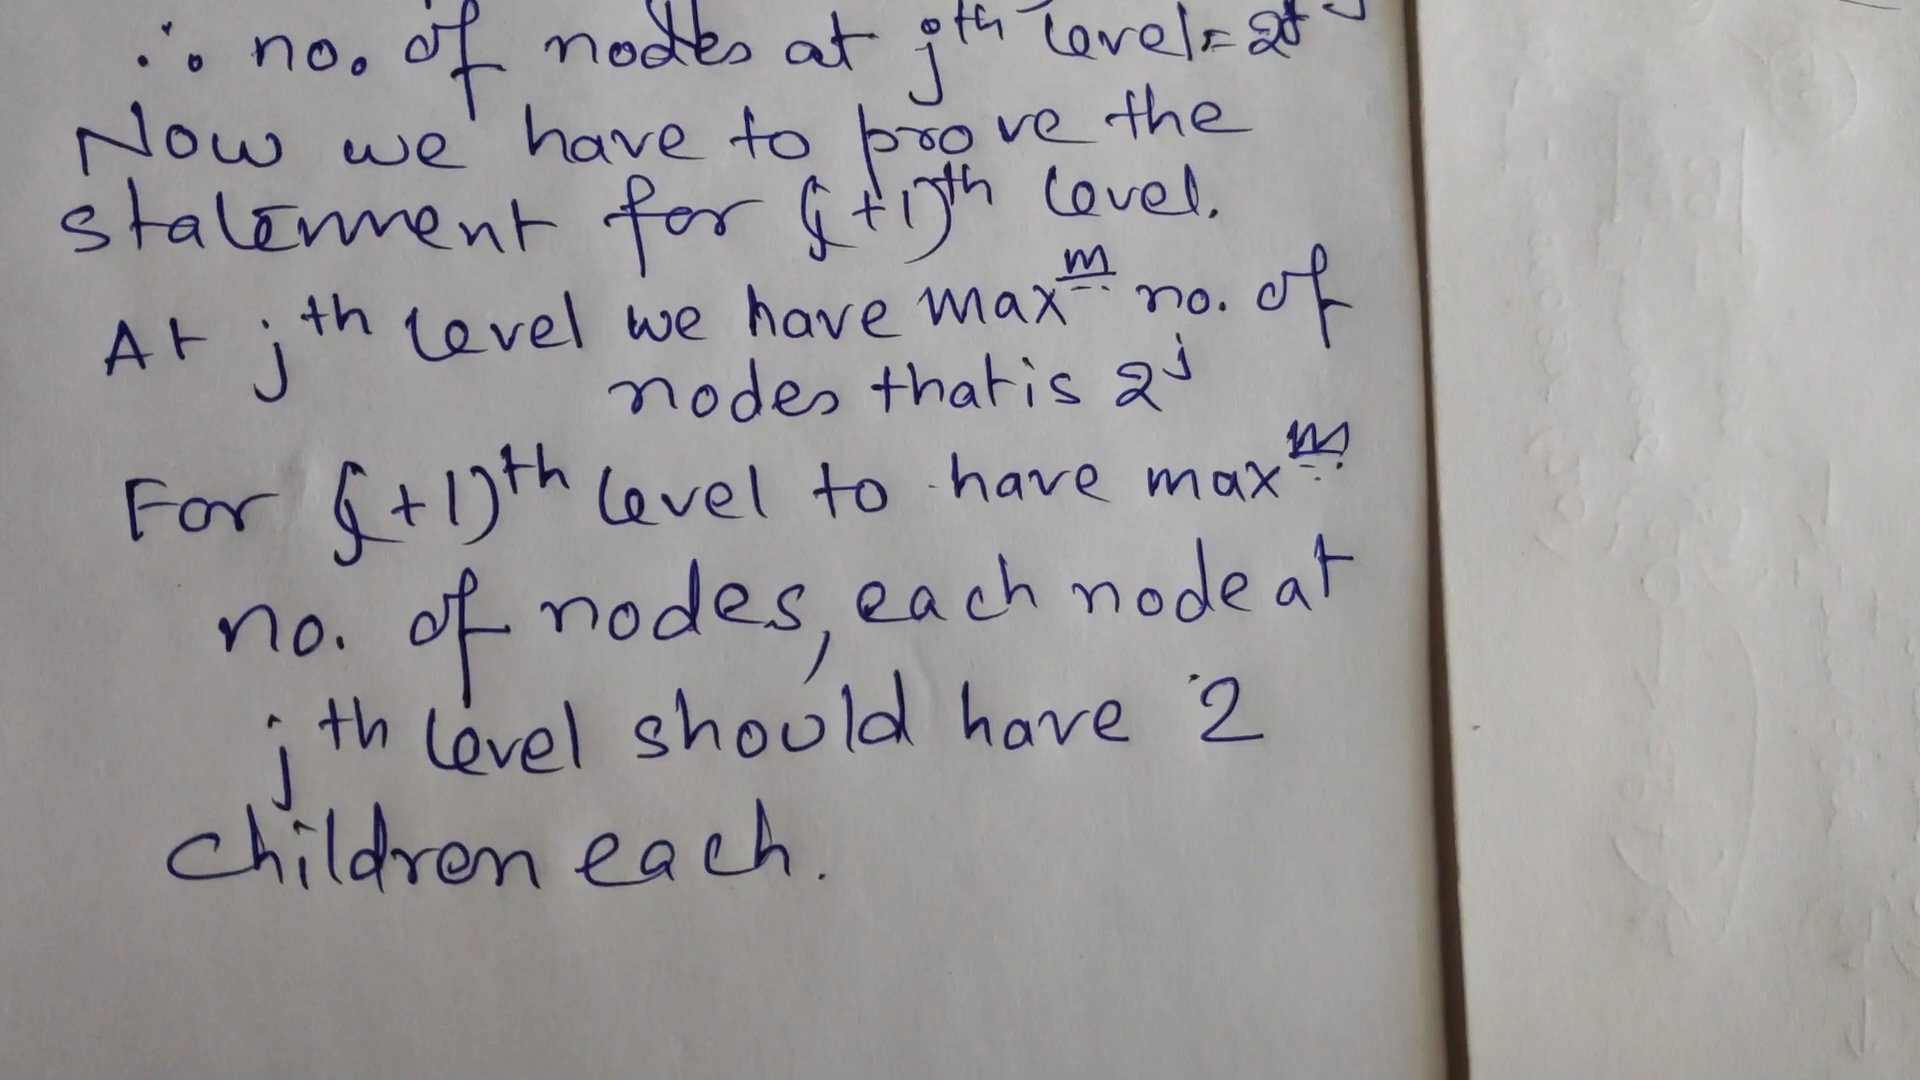 ∴ no. of nodes at jth level = 2^j
Now we have to prove the
statement for (j+1)th level.
At jth level we have max^m no. of
nodes that is 2^j
For (j+1)th level to have max^m
no. of nodes, each node at
jth level should have 2
children each.